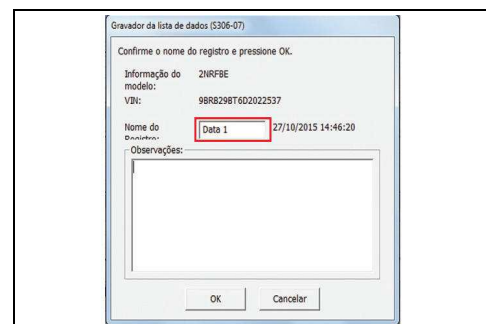 Gravador da lista de dados (S306-07)
Confirme o nome do registro e pressione OK.
Informação do modelo: 2NRFBE
VIN: 9BRB29BT6D2022537
Nome do Registro: Data 1 27/10/2015 14:46:20
Observações:
OK Cancelar